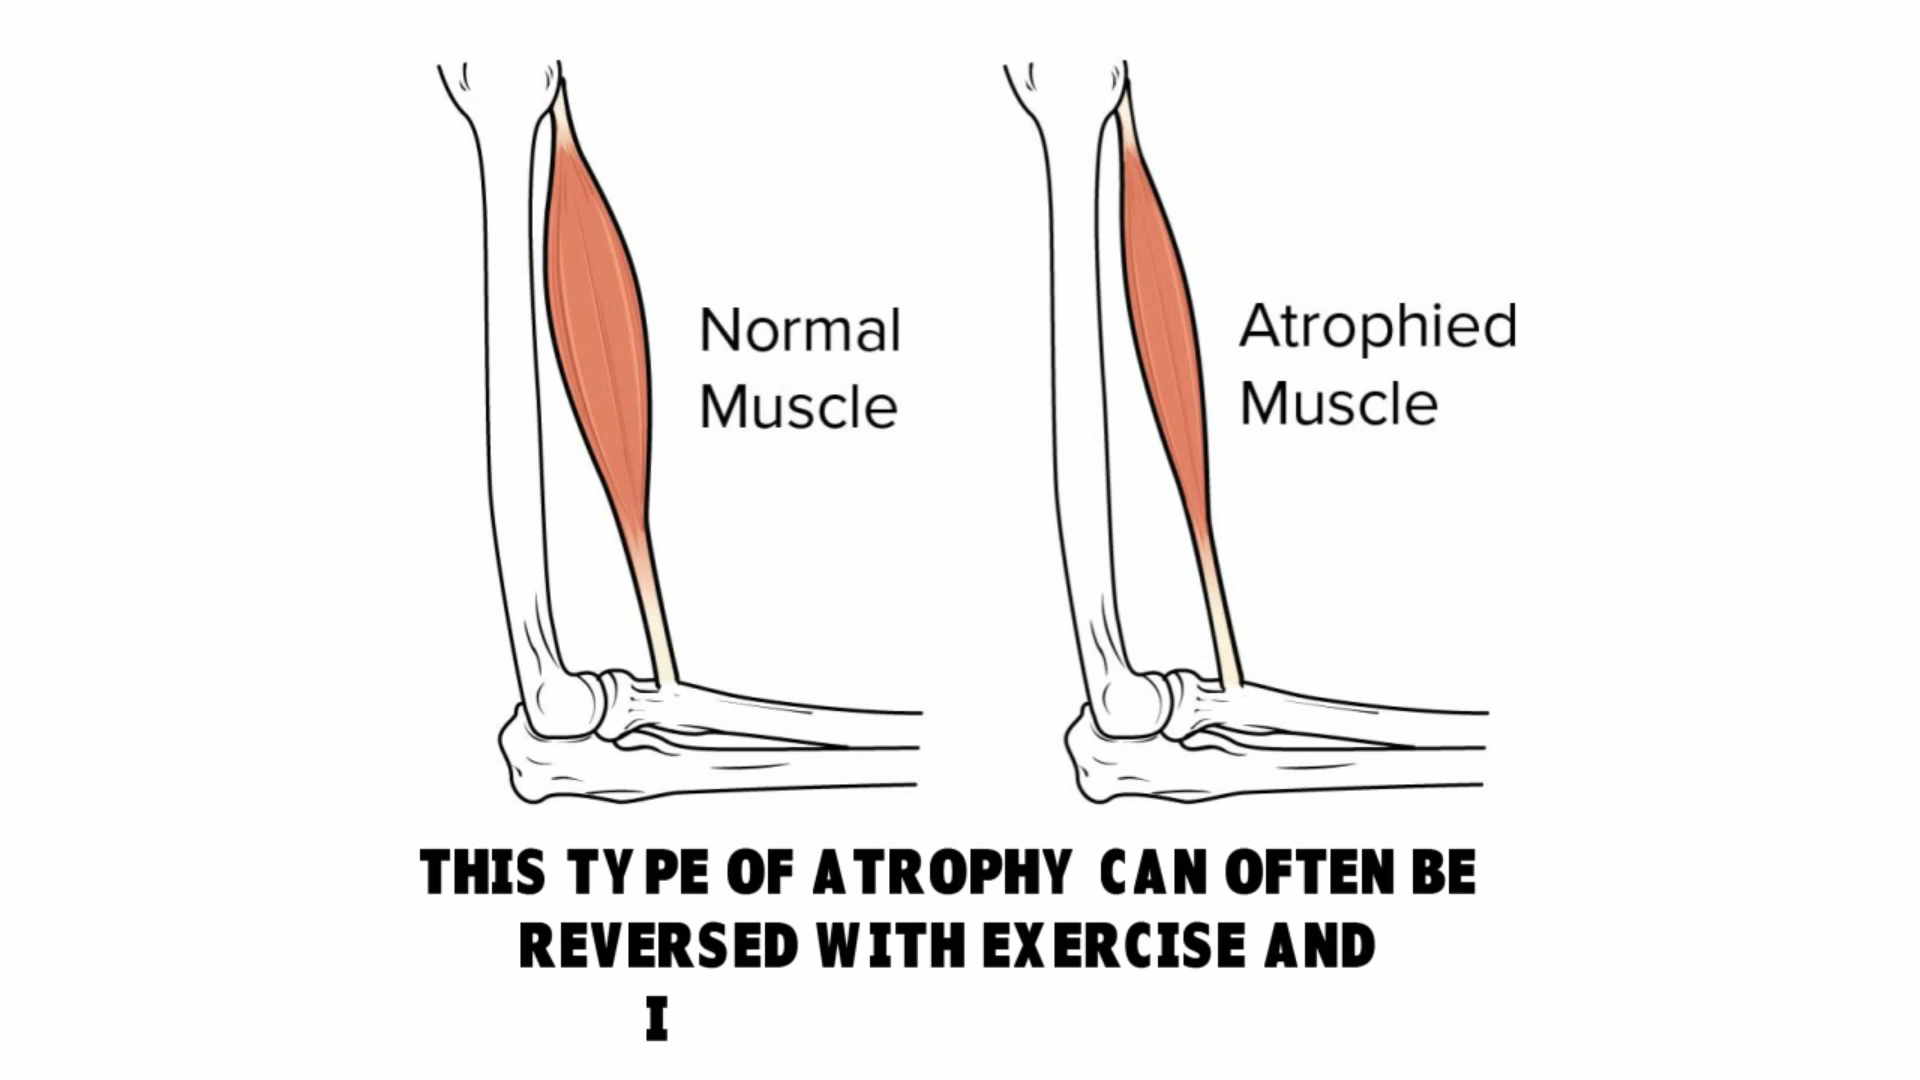 Normal
Muscle
Atrophied
Muscle
THIS TYPE OF ATROPHY CAN OFTEN BE
REVERSED WITH EXERCISE AND
I